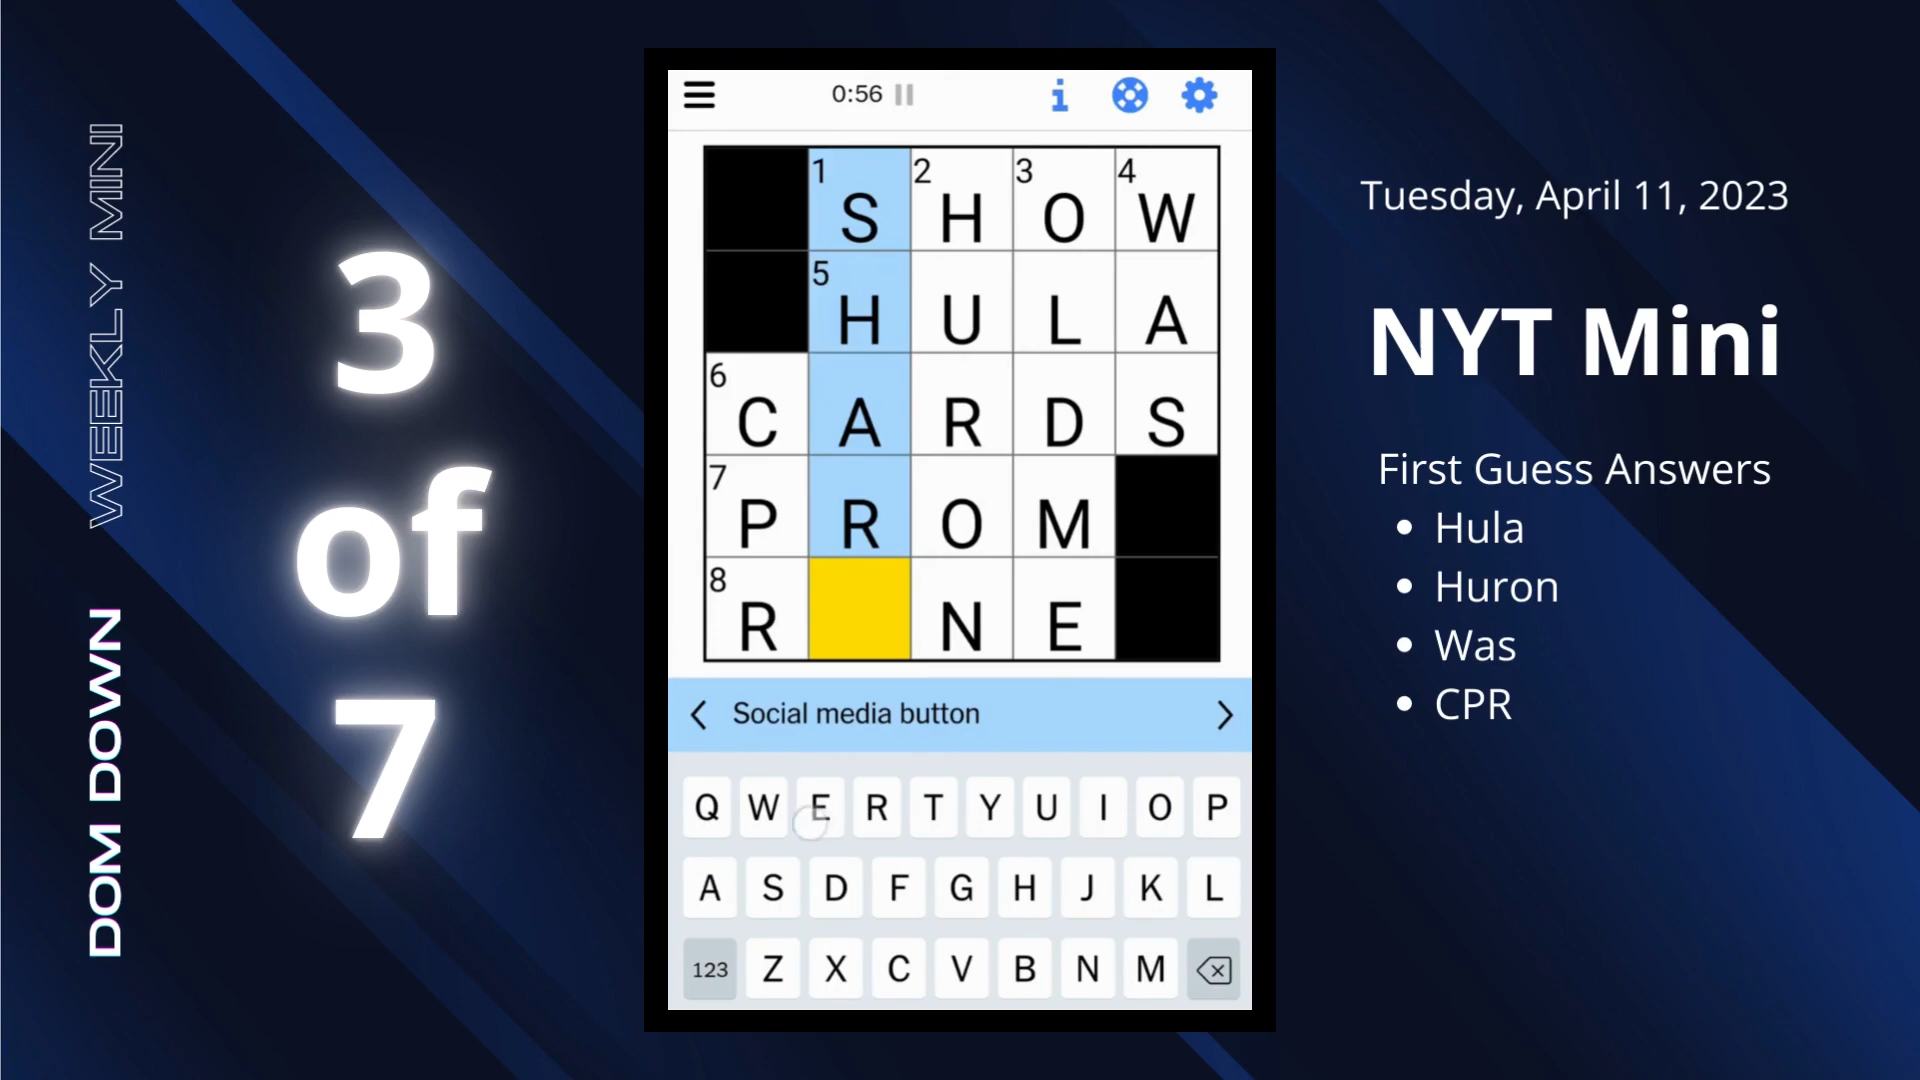 WEEKLY MINI
DOM DOWN
3
of
7
0:56
1 S 2 H 3 O 4 W
5 H U L A
6 C A R D S
7 P R O M
8 R N E
Social media button
Q W E R T Y U I O P
A S D F G H J K L
123 Z X C V B N M
Tuesday, April 11, 2023
NYT Mini
First Guess Answers
• Hula
• Huron
• Was
• CPR